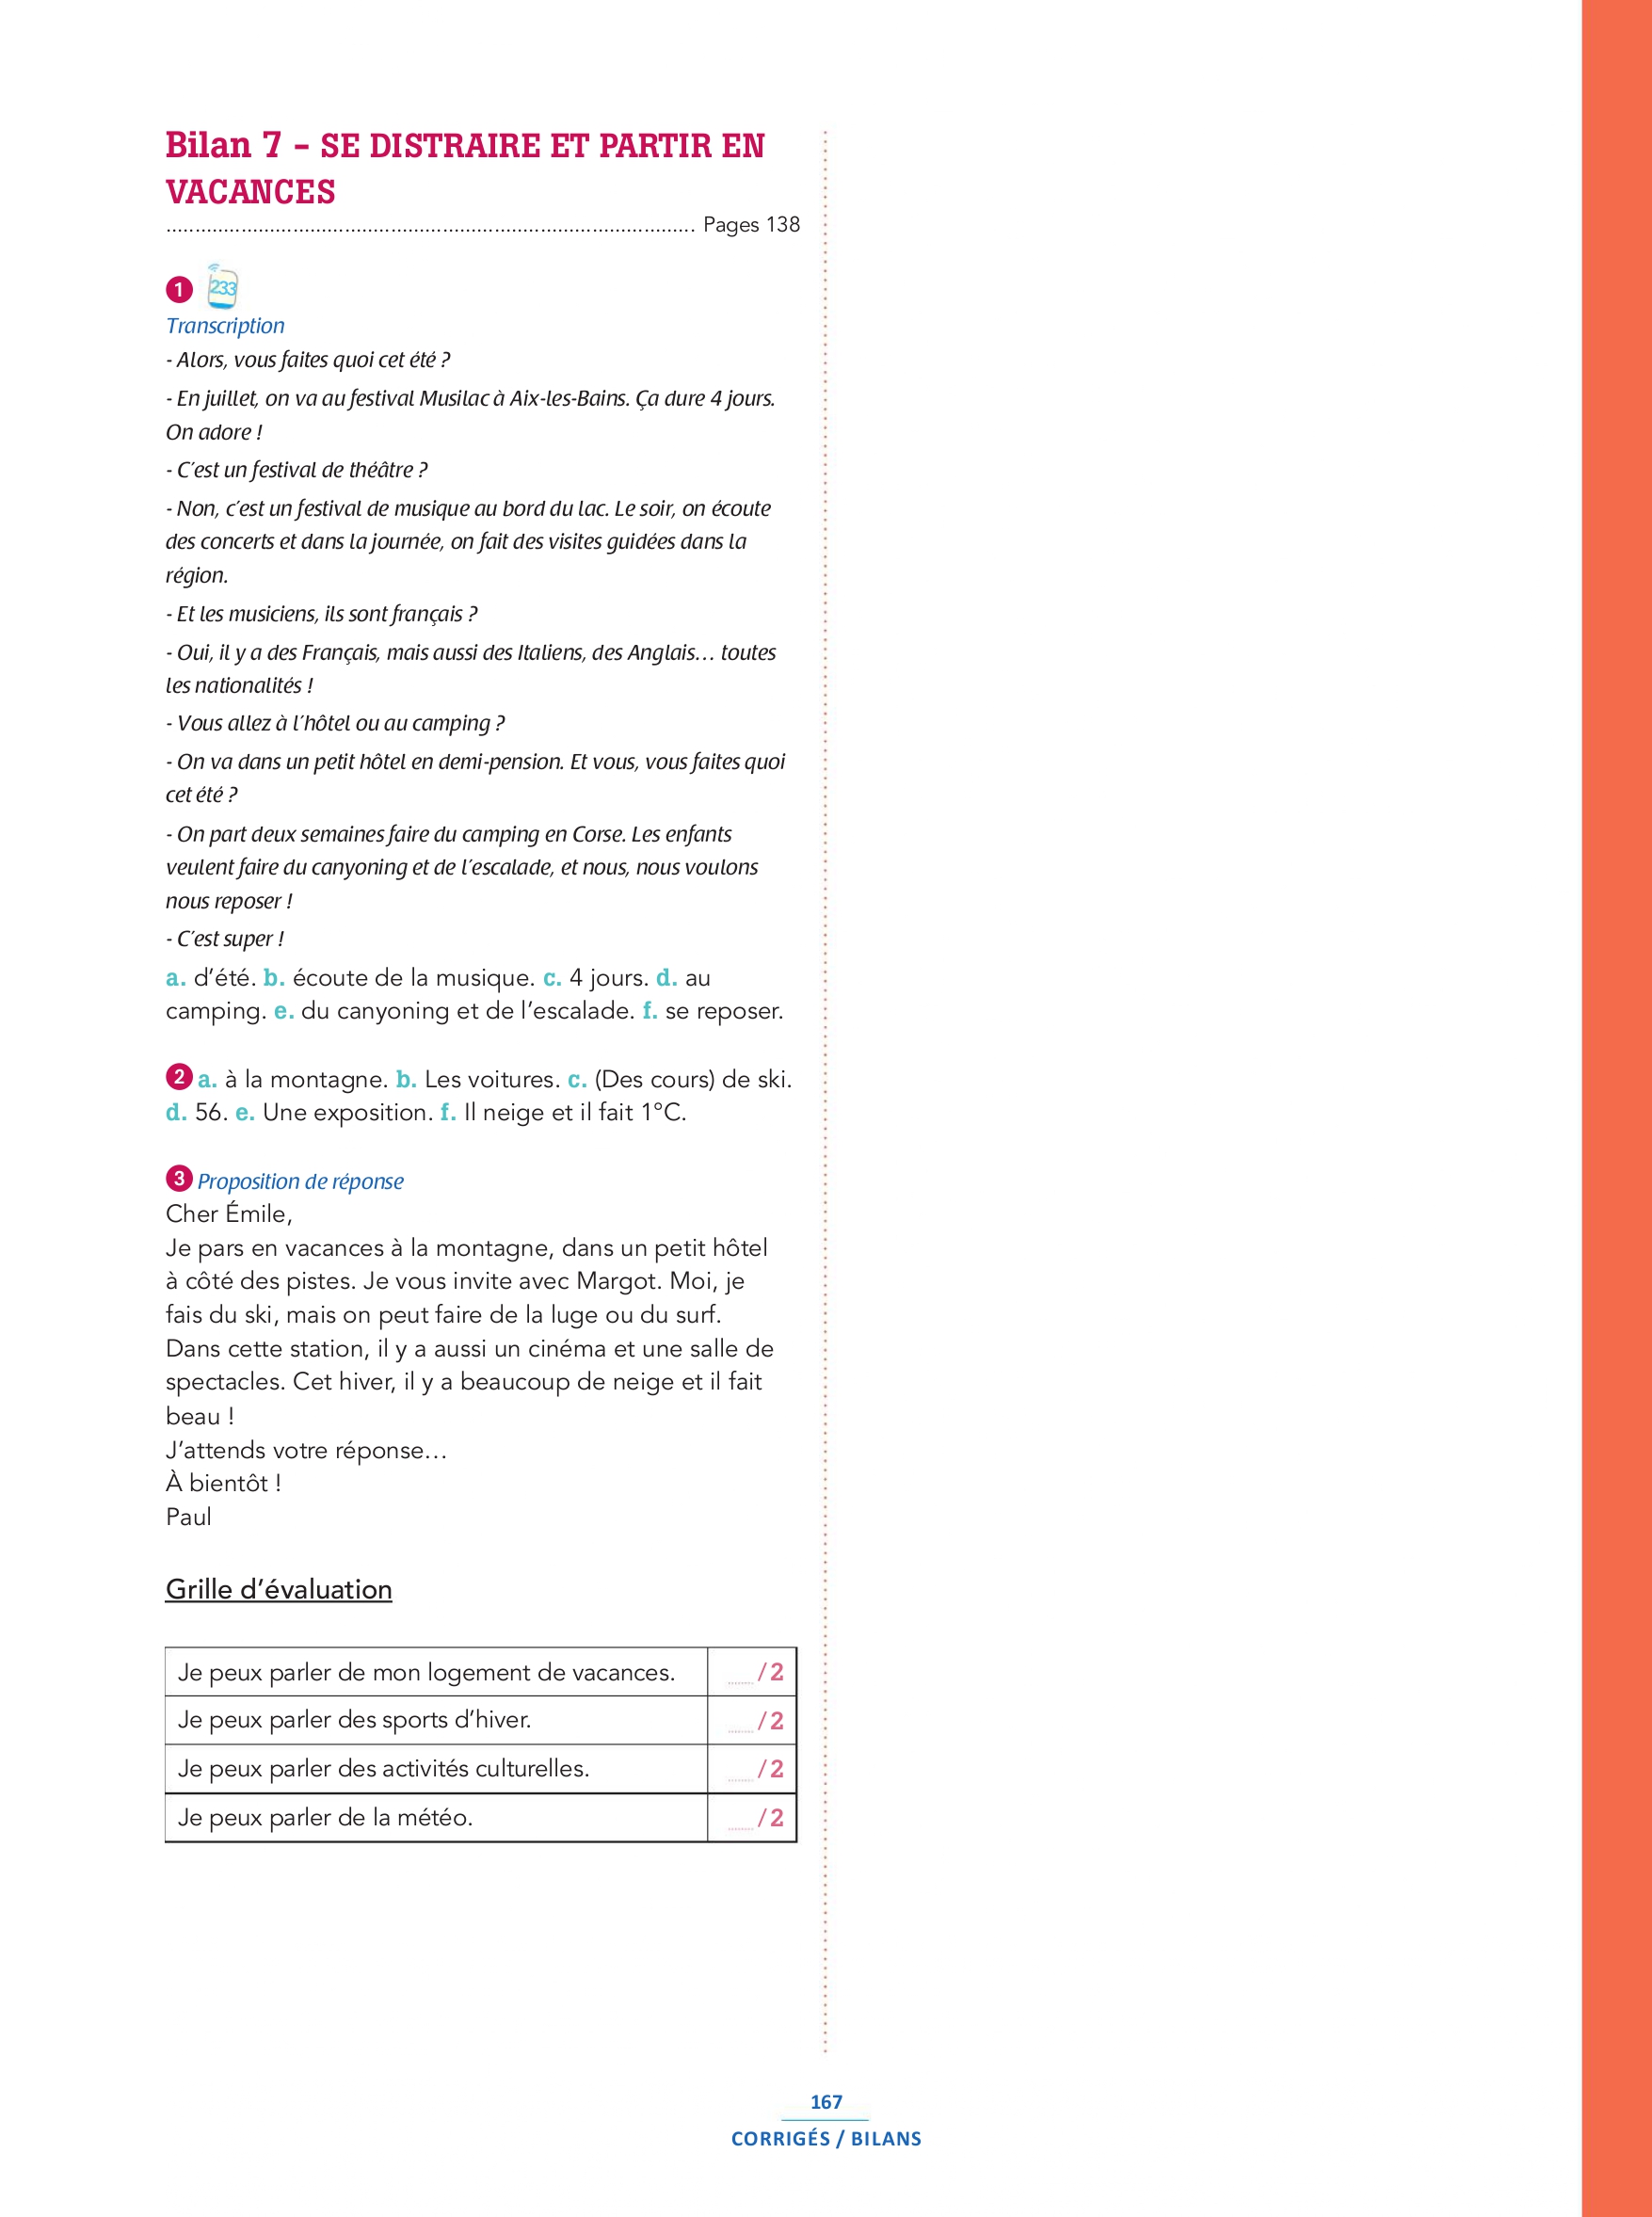 Bilan 7 – SE DISTRAIRE ET PARTIR EN
VACANCES
............................................................................................ Pages 138
1 233
Transcription
- Alors, vous faites quoi cet été ?
- En juillet, on va au festival Musilac à Aix-les-Bains. Ça dure 4 jours.
On adore !
- C'est un festival de théâtre ?
- Non, c'est un festival de musique au bord du lac. Le soir, on écoute
des concerts et dans la journée, on fait des visites guidées dans la
région.
- Et les musiciens, ils sont français ?
- Oui, il y a des Français, mais aussi des Italiens, des Anglais… toutes
les nationalités !
- Vous allez à l'hôtel ou au camping ?
- On va dans un petit hôtel en demi-pension. Et vous, vous faites quoi
cet été ?
- On part deux semaines faire du camping en Corse. Les enfants
veulent faire du canyoning et de l'escalade, et nous, nous voulons
nous reposer !
- C'est super !
a. d'été. b. écoute de la musique. c. 4 jours. d. au
camping. e. du canyoning et de l'escalade. f. se reposer.
2 a. à la montagne. b. Les voitures. c. (Des cours) de ski.
d. 56. e. Une exposition. f. Il neige et il fait 1°C.
3 Proposition de réponse
Cher Émile,
Je pars en vacances à la montagne, dans un petit hôtel
à côté des pistes. Je vous invite avec Margot. Moi, je
fais du ski, mais on peut faire de la luge ou du surf.
Dans cette station, il y a aussi un cinéma et une salle de
spectacles. Cet hiver, il y a beaucoup de neige et il fait
beau !
J'attends votre réponse…
À bientôt !
Paul
Grille d'évaluation
Je peux parler de mon logement de vacances. ........ / 2
Je peux parler des sports d'hiver. ........ / 2
Je peux parler des activités culturelles. ........ / 2
Je peux parler de la météo. ........ / 2
167
CORRIGÉS / BILANS